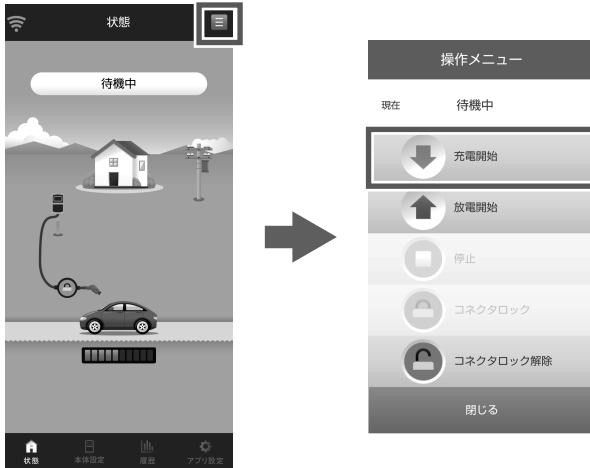 状態
待機中
状態
本体設定
履歴
アプリ設定
操作メニュー
現在 待機中
充電開始
放電開始
停止
コネクタロック
コネクタロック解除
閉じる